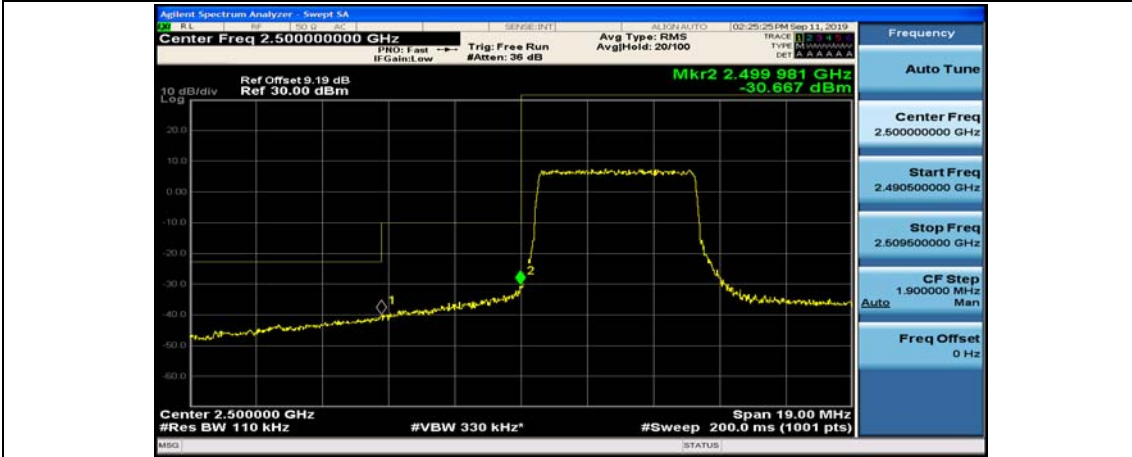 Agilent Spectrum Analyzer - Swept SA
RL RF 50 Ω AC SENSE:INT ALIGN AUTO 02:25:25 PM Sep 11, 2019
Center Freq 2.500000000 GHz
PNO: Fast
IFGain:Low
Trig: Free Run
#Atten: 36 dB
Avg Type: RMS
Avg|Hold: 20/100
TRACE 1 2 3 4 5 6
TYPE M
DET A A A A A A
Frequency
Ref Offset 9.19 dB
10 dB/div Ref 30.00 dBm
Log
Mkr2 2.499 981 GHz
-30.667 dBm
20.0
10.0
0.00
-10.0
-20.0
-30.0
-40.0
-50.0
-60.0
1
2
Center 2.500000 GHz
Span 19.00 MHz
#Res BW 110 kHz
#VBW 330 kHz*
#Sweep 200.0 ms (1001 pts)
MSG
STATUS
Auto Tune
Center Freq
2.500000000 GHz
Start Freq
2.490500000 GHz
Stop Freq
2.509500000 GHz
CF Step
1.900000 MHz
Auto Man
Freq Offset
0 Hz